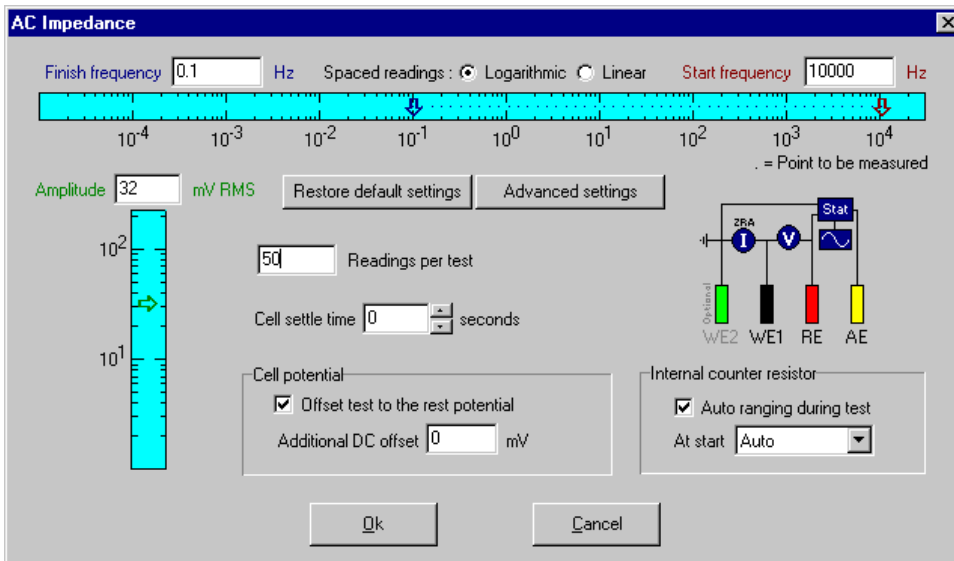 AC Impedance
Finish frequency 0.1 Hz Spaced readings : Logarithmic Linear Start frequency 10000 Hz
10⁻⁴ 10⁻³ 10⁻² 10⁻¹ 10⁰ 10¹ 10² 10³ 10⁴
. = Point to be measured
Amplitude 32 mV RMS Restore default settings Advanced settings
Stat
ZRA
I V
10²
50 Readings per test
Optional
Cell settle time 0 seconds
WE2 WE1 RE AE
10¹
Cell potential
Offset test to the rest potential
Additional DC offset 0 mV
Internal counter resistor
Auto ranging during test
At start Auto
Ok Cancel